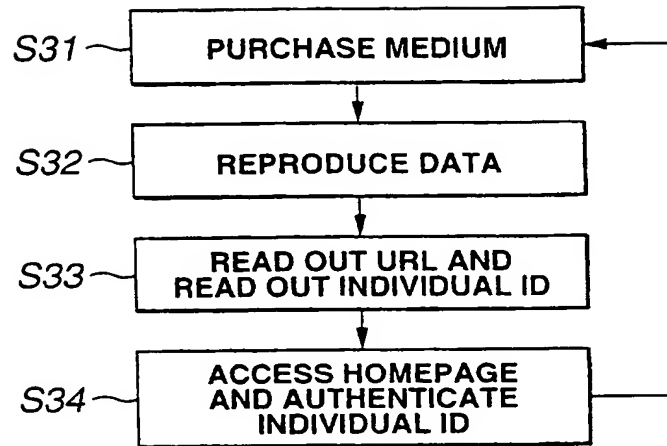 S31
PURCHASE MEDIUM
S32
REPRODUCE DATA
S33
READ OUT URL AND
READ OUT INDIVIDUAL ID
S34
ACCESS HOMEPAGE
AND AUTHENTICATE
INDIVIDUAL ID